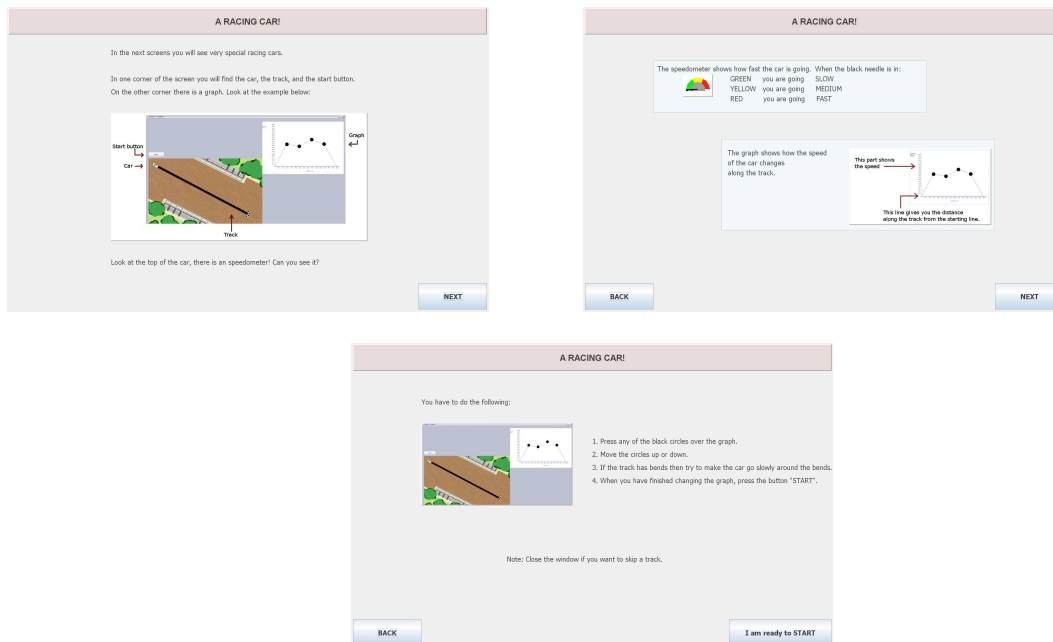 A RACING CAR!
In the next screens you will see very special racing cars.
In one corner of the screen you will find the car, the track, and the start button.
On the other corner there is a graph. Look at the example below:
Start button
Car
Graph
Track
Look at the top of the car, there is an speedometer! Can you see it?
NEXT
A RACING CAR!
The speedometer shows how fast the car is going. When the black needle is in:
GREEN you are going SLOW
YELLOW you are going MEDIUM
RED you are going FAST
The graph shows how the speed
of the car changes
along the track.
This part shows
the speed
This line gives you the distance
along the track from the starting line.
BACK
NEXT
A RACING CAR!
You have to do the following:
1. Press any of the black circles over the graph.
2. Move the circles up or down.
3. If the track has bends then try to make the car go slowly around the bends.
4. When you have finished changing the graph, press the button "START".
Note: Close the window if you want to skip a track.
BACK
I am ready to START